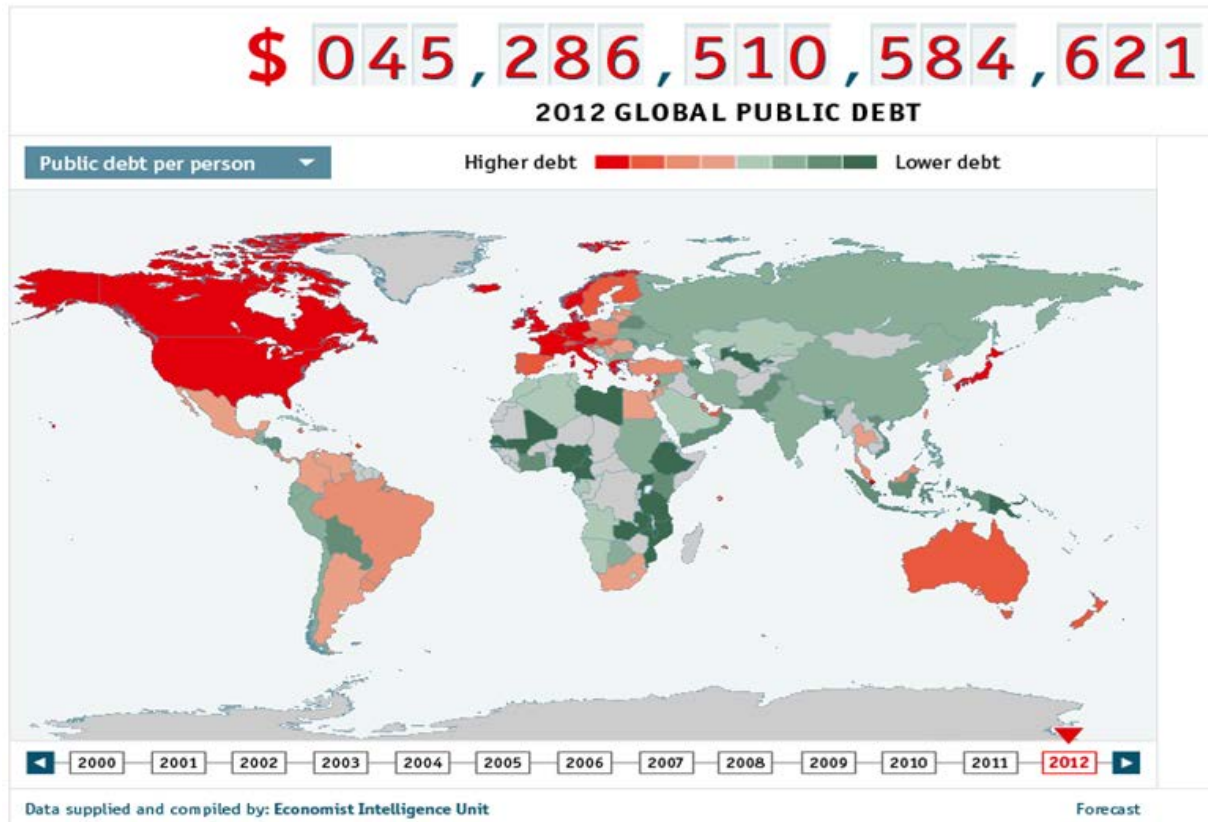 $ 045,286,510,584,621
2012 GLOBAL PUBLIC DEBT
Public debt per person
Higher debt
Lower debt
2000 2001 2002 2003 2004 2005 2006 2007 2008 2009 2010 2011 2012
Data supplied and compiled by: Economist Intelligence Unit
Forecast